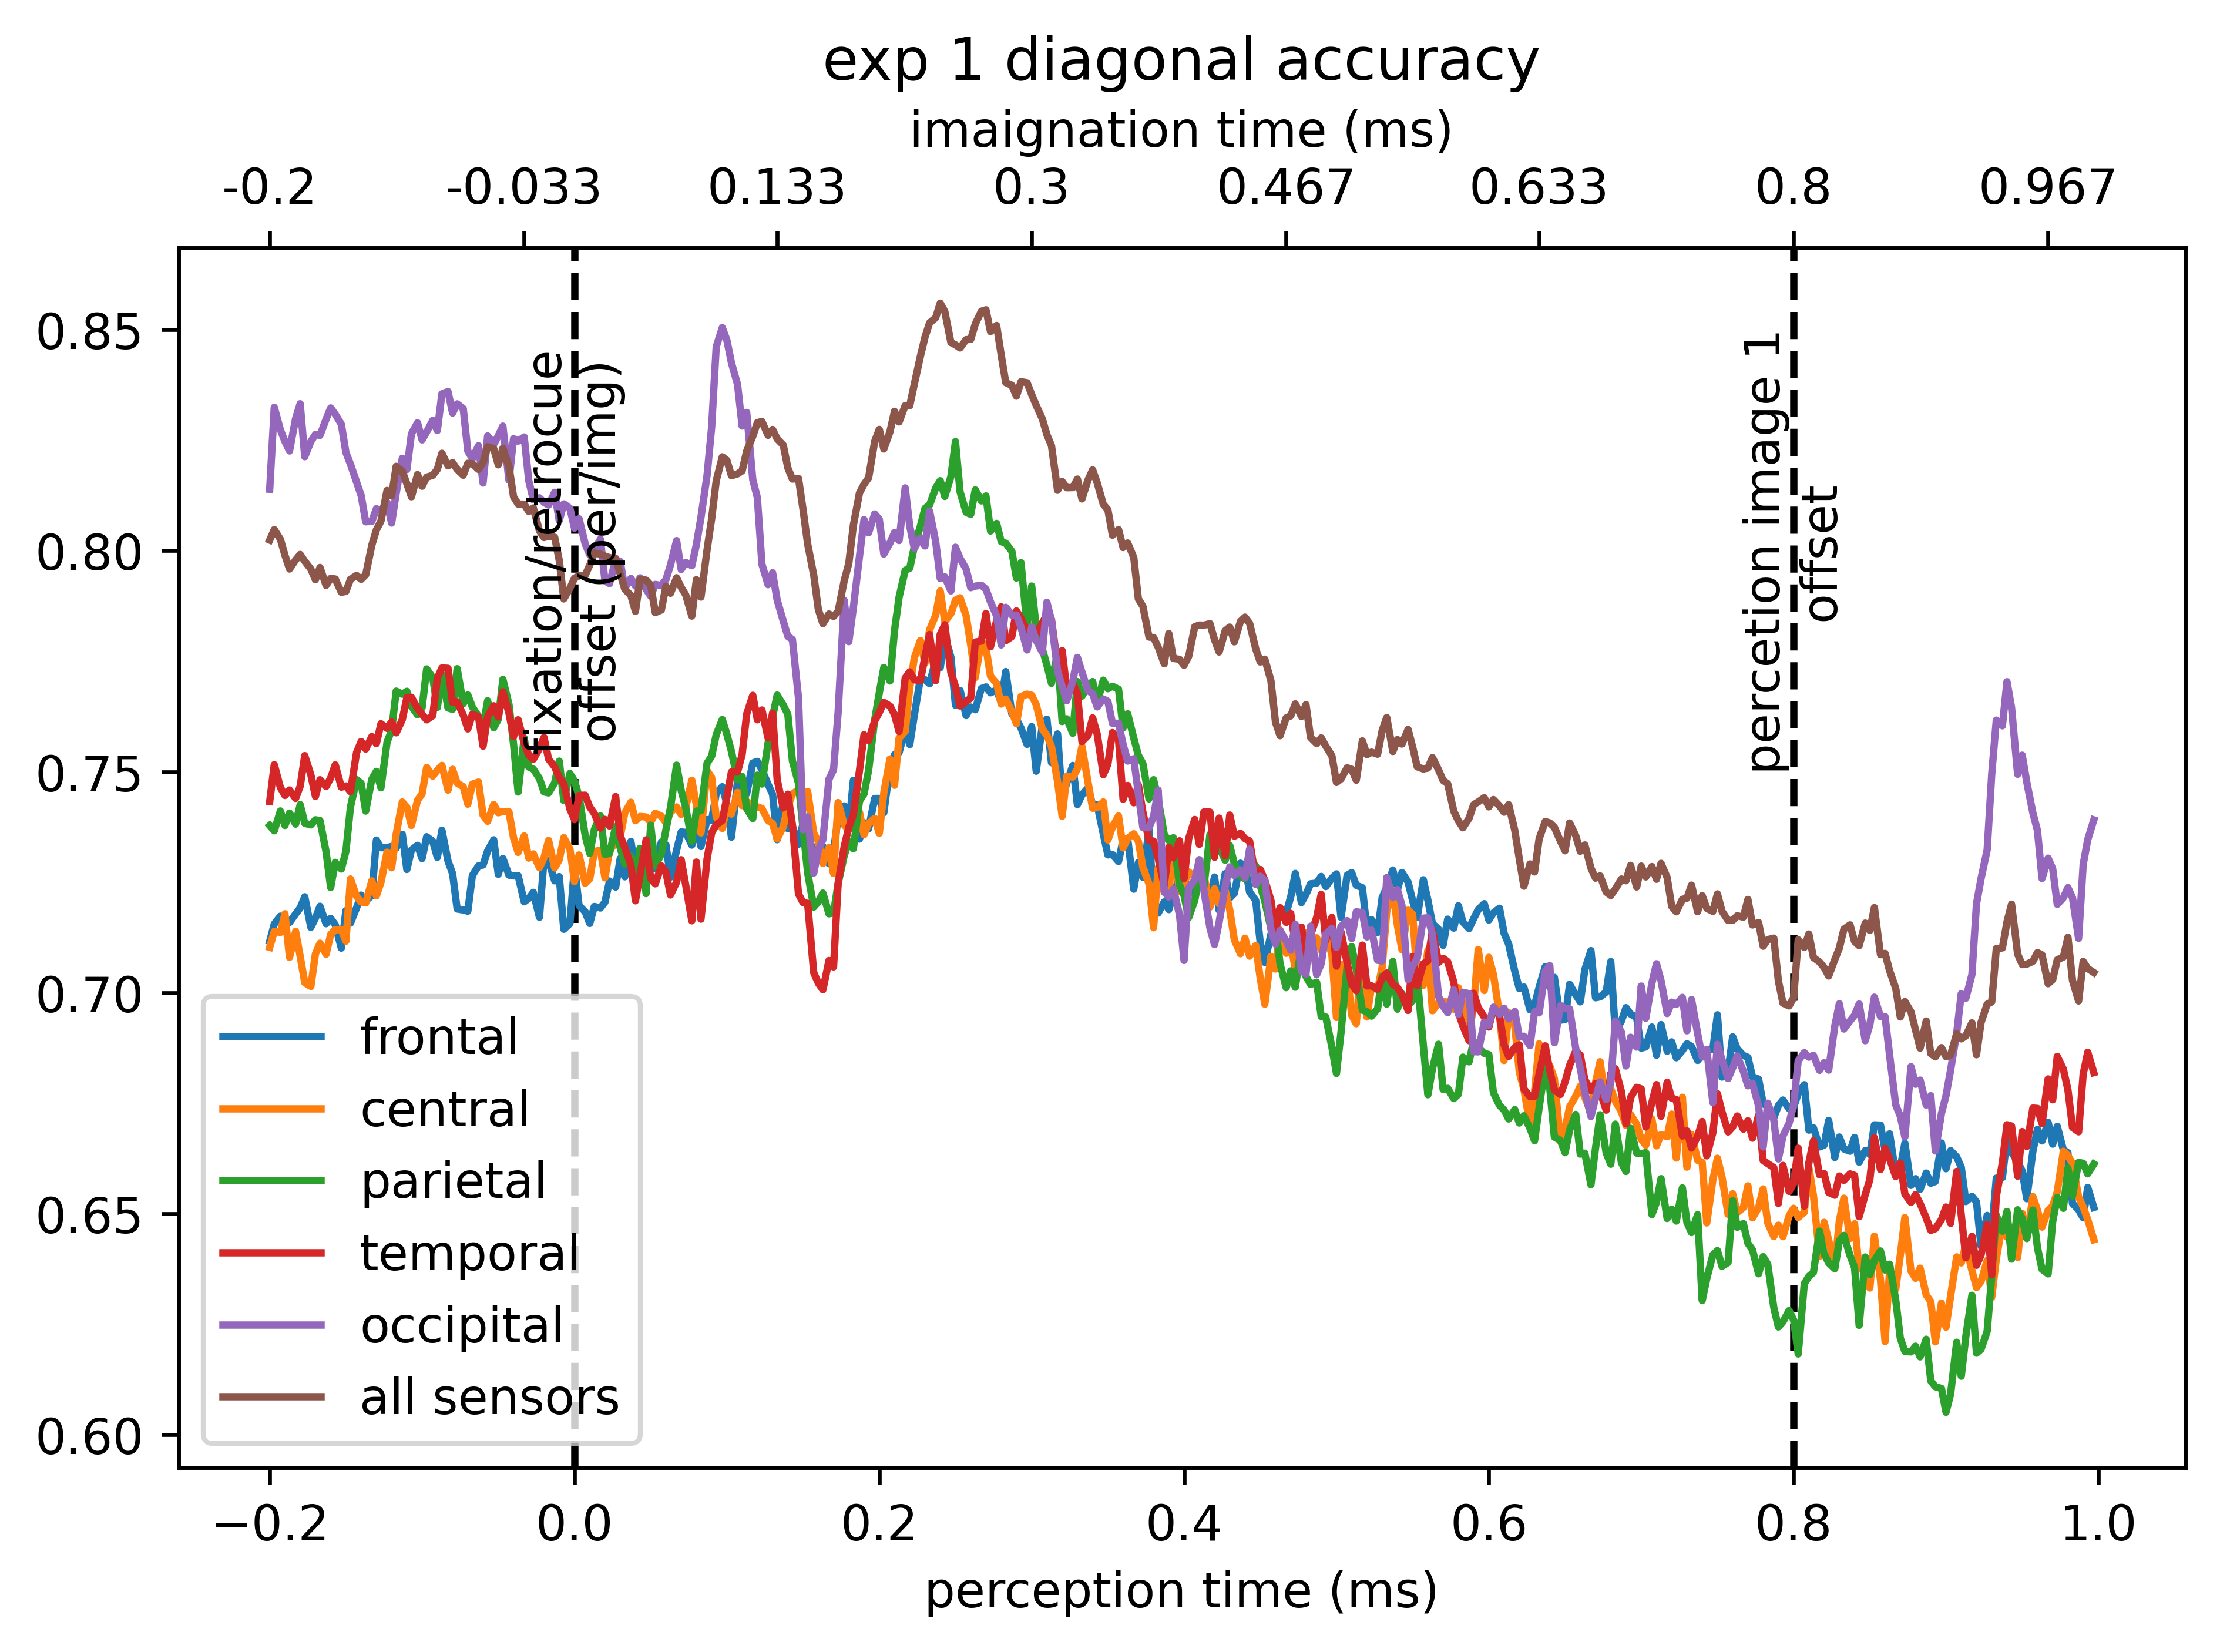 exp 1 diagonal accuracy
imaignation time (ms)
-0.2 -0.033 0.133 0.3 0.467 0.633 0.8 0.967
0.85
0.80
0.75
0.70
0.65
0.60
fixation/retrocue
offset (per/img)
perception image 1
offset
frontal
central
parietal
temporal
occipital
all sensors
−0.2 0.0 0.2 0.4 0.6 0.8 1.0
perception time (ms)